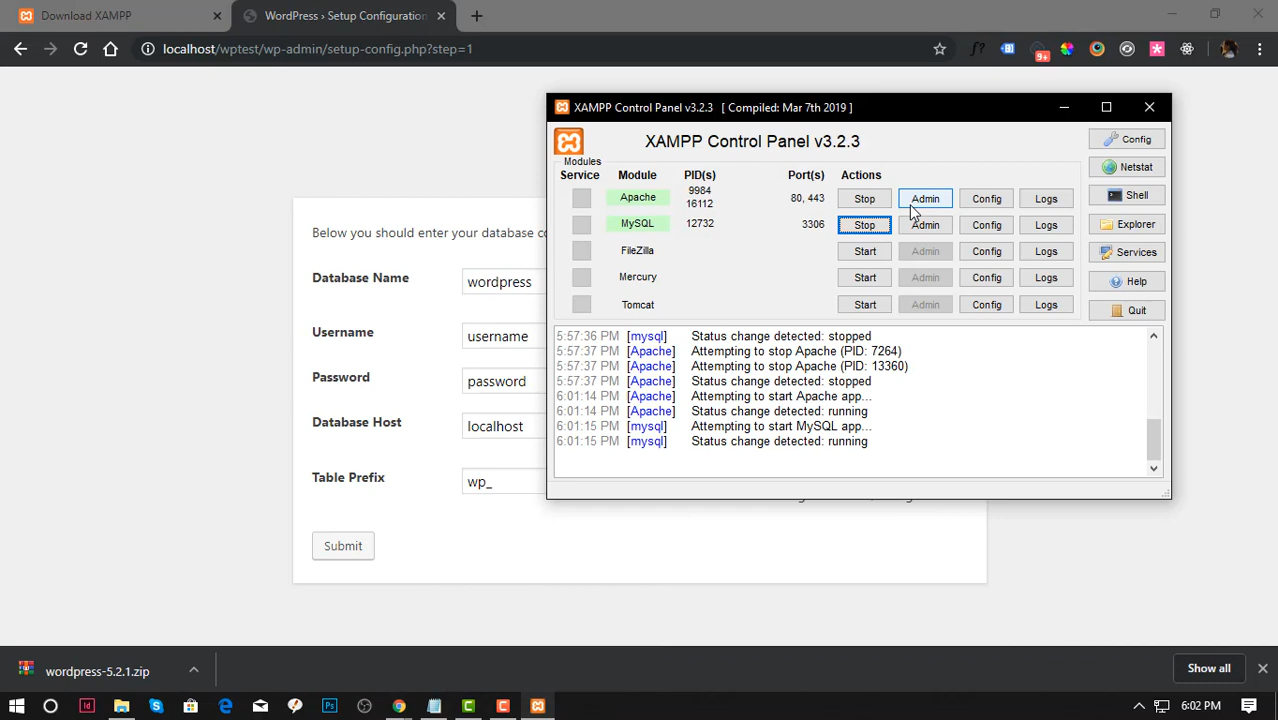 Download XAMPP
WordPress › Setup Configuration
localhost/wptest/wp-admin/setup-config.php?step=1
f?
9+
XAMPP Control Panel v3.2.3 [ Compiled: Mar 7th 2019 ]
XAMPP Control Panel v3.2.3
Config
Modules
Service Module PID(s) Port(s) Actions
Netstat
Apache 9984 16112 80, 443 Stop Admin Config Logs
Shell
MySQL 12732 3306 Stop Admin Config Logs
Explorer
FileZilla Start Admin Config Logs
Services
Mercury Start Admin Config Logs
Help
Tomcat Start Admin Config Logs
Quit
5:57:36 PM [mysql] Status change detected: stopped
5:57:37 PM [Apache] Attempting to stop Apache (PID: 7264)
5:57:37 PM [Apache] Attempting to stop Apache (PID: 13360)
5:57:37 PM [Apache] Status change detected: stopped
6:01:14 PM [Apache] Attempting to start Apache app...
6:01:14 PM [Apache] Status change detected: running
6:01:15 PM [mysql] Attempting to start MySQL app...
6:01:15 PM [mysql] Status change detected: running
Below you should enter your database co
Database Name wordpress
Username username
Password password
Database Host localhost
Table Prefix wp_
Submit
wordpress-5.2.1.zip
Show all
Id
Ps
C
C
6:02 PM